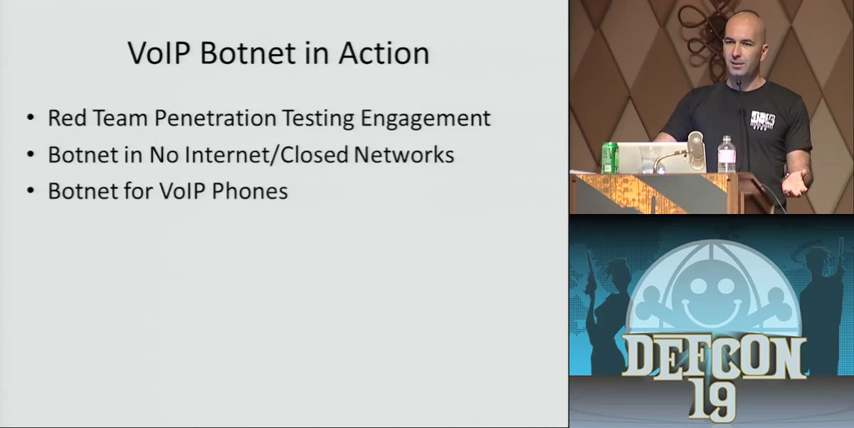 VoIP Botnet in Action
• Red Team Penetration Testing Engagement
• Botnet in No Internet/Closed Networks
• Botnet for VoIP Phones
DEFCON
19